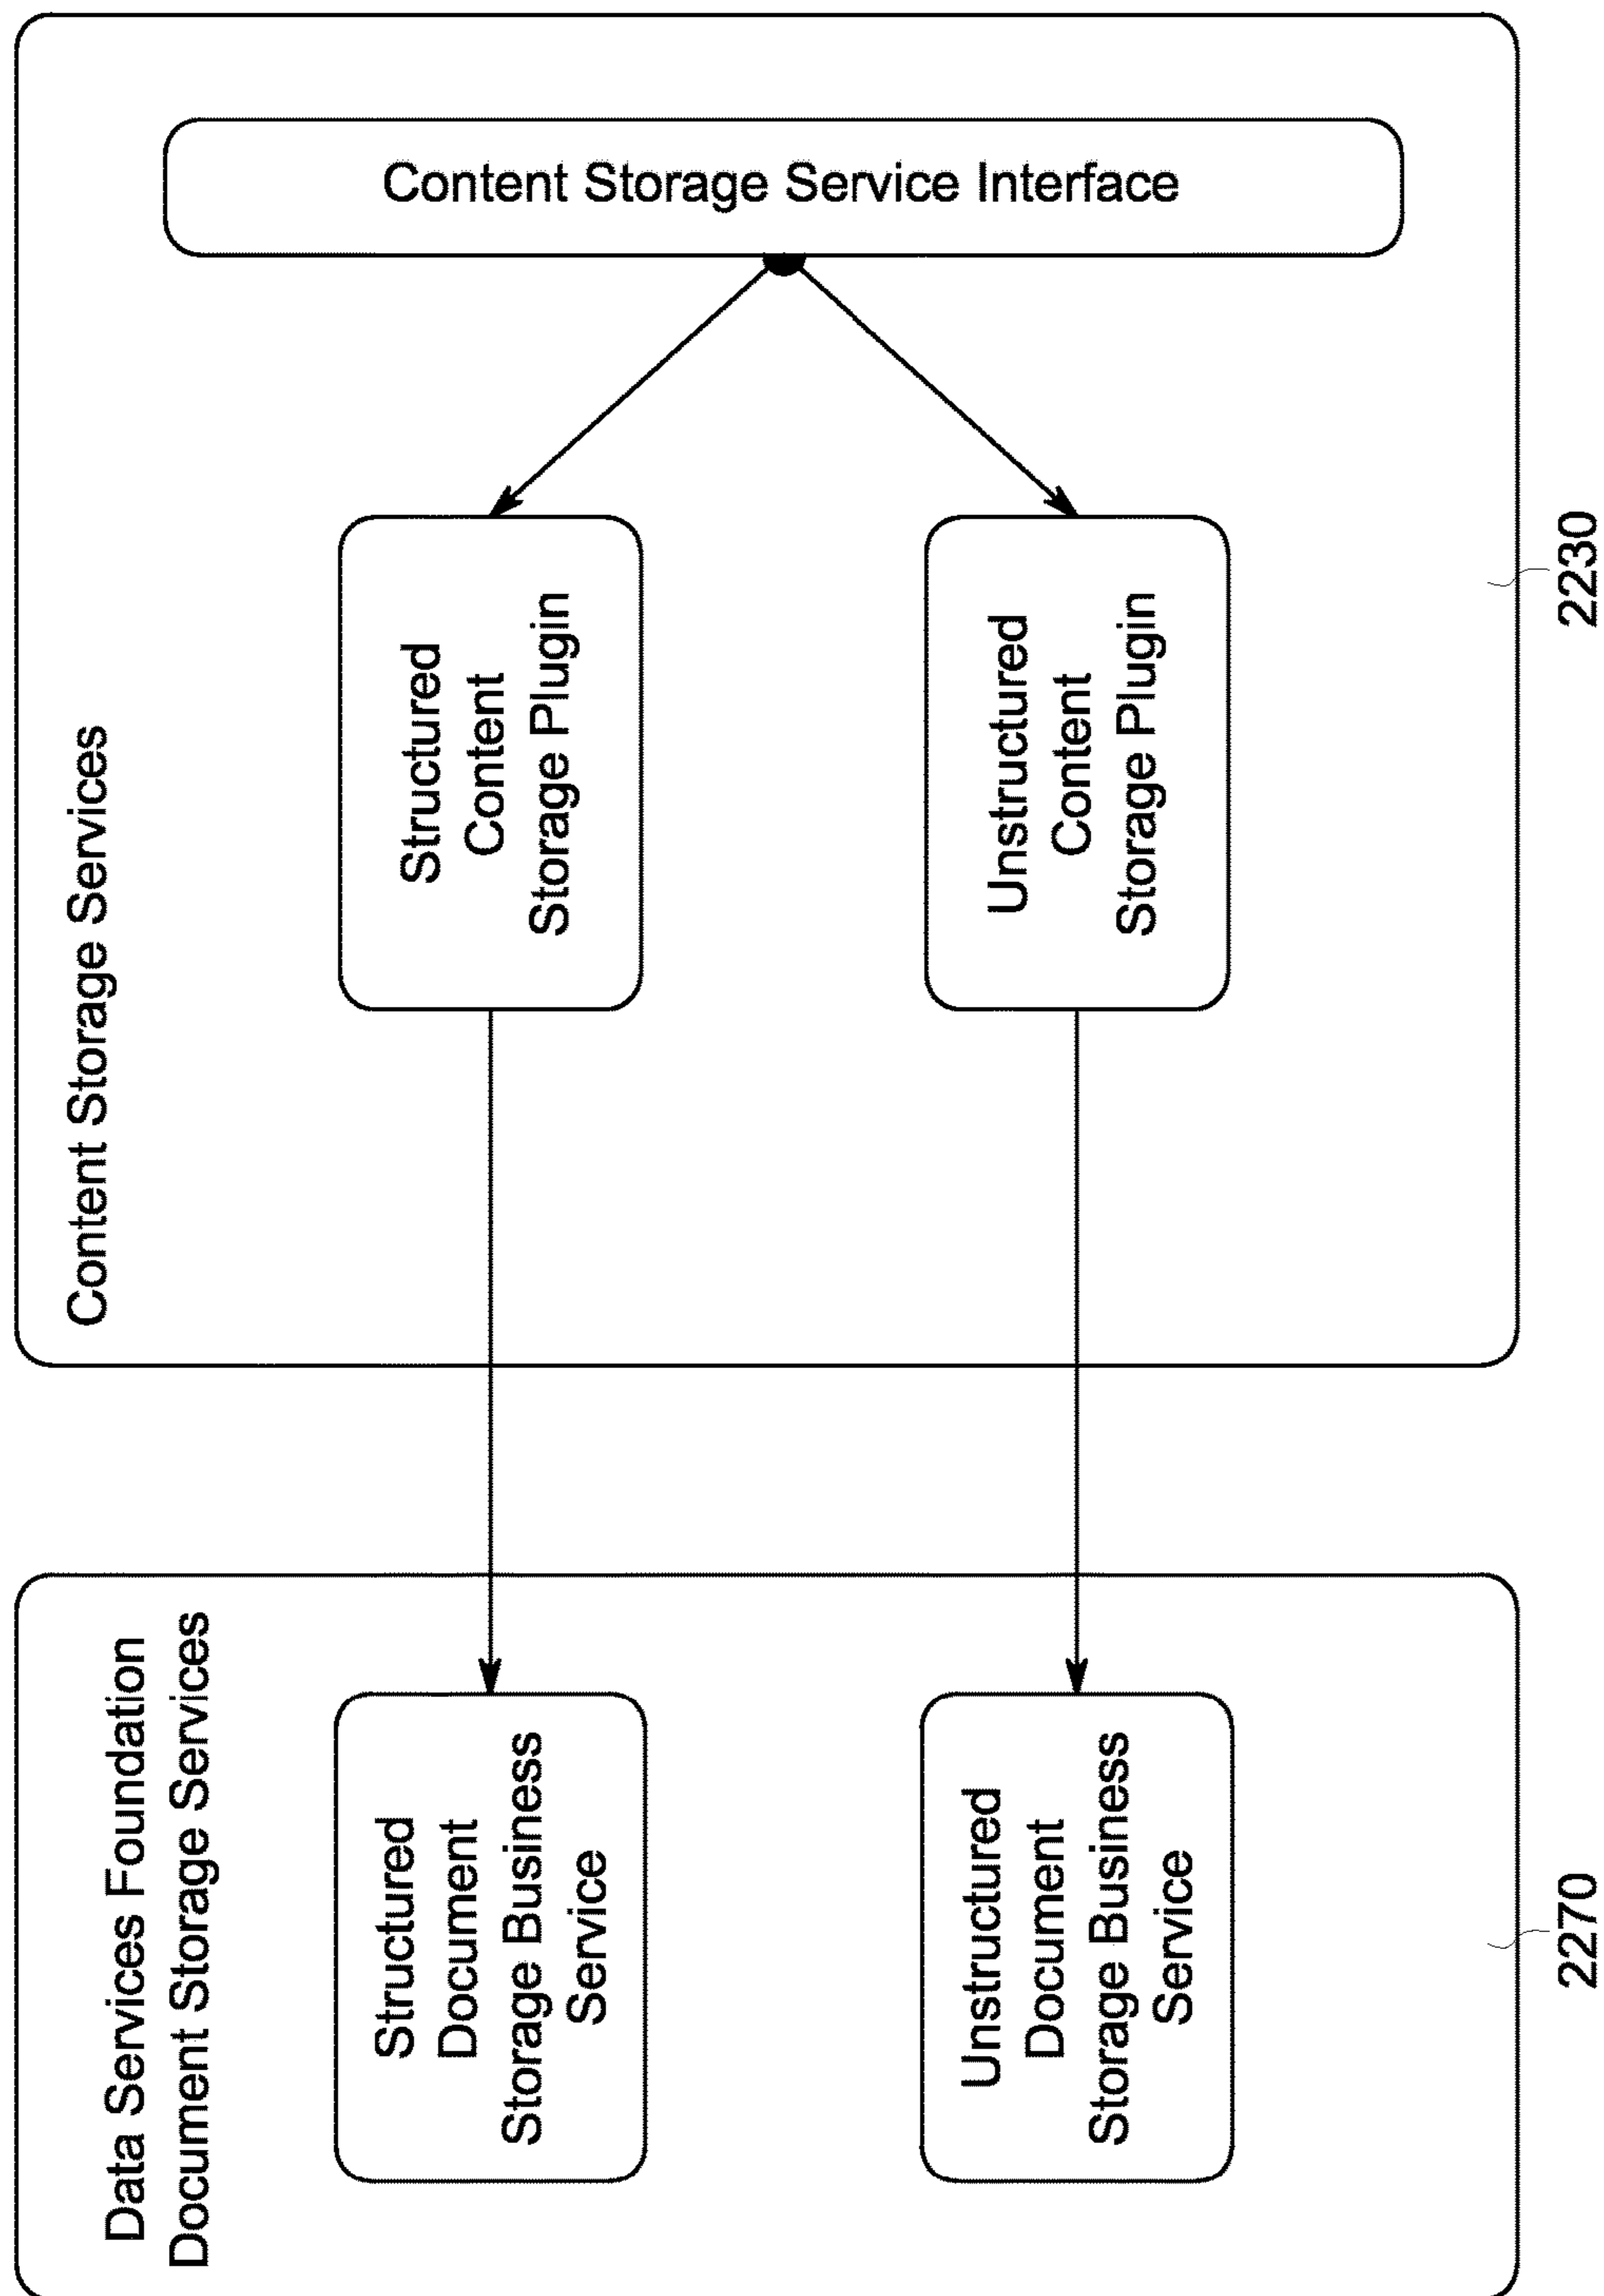 Content Storage Services
Content Storage Service Interface
Structured
Content
Storage Plugin
Unstructured
Content
Storage Plugin
2230
Data Services Foundation
Document Storage Services
Structured
Document
Storage Business
Service
Unstructured
Document
Storage Business
Service
2270